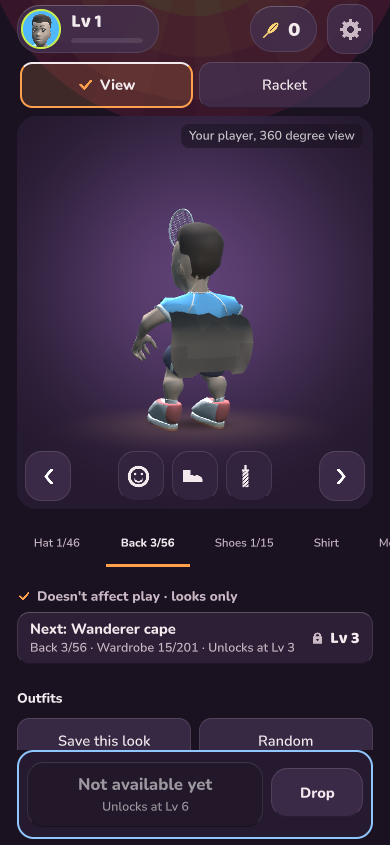 Lv 1
0
View
Racket
Your player, 360 degree view
Hat 1/46
Back 3/56
Shoes 1/15
Shirt
Doesn't affect play · looks only
Next: Wanderer cape
Back 3/56 · Wardrobe 15/201 · Unlocks at Lv 3
Lv 3
Outfits
Save this look
Random
Not available yet
Unlocks at Lv 6
Drop